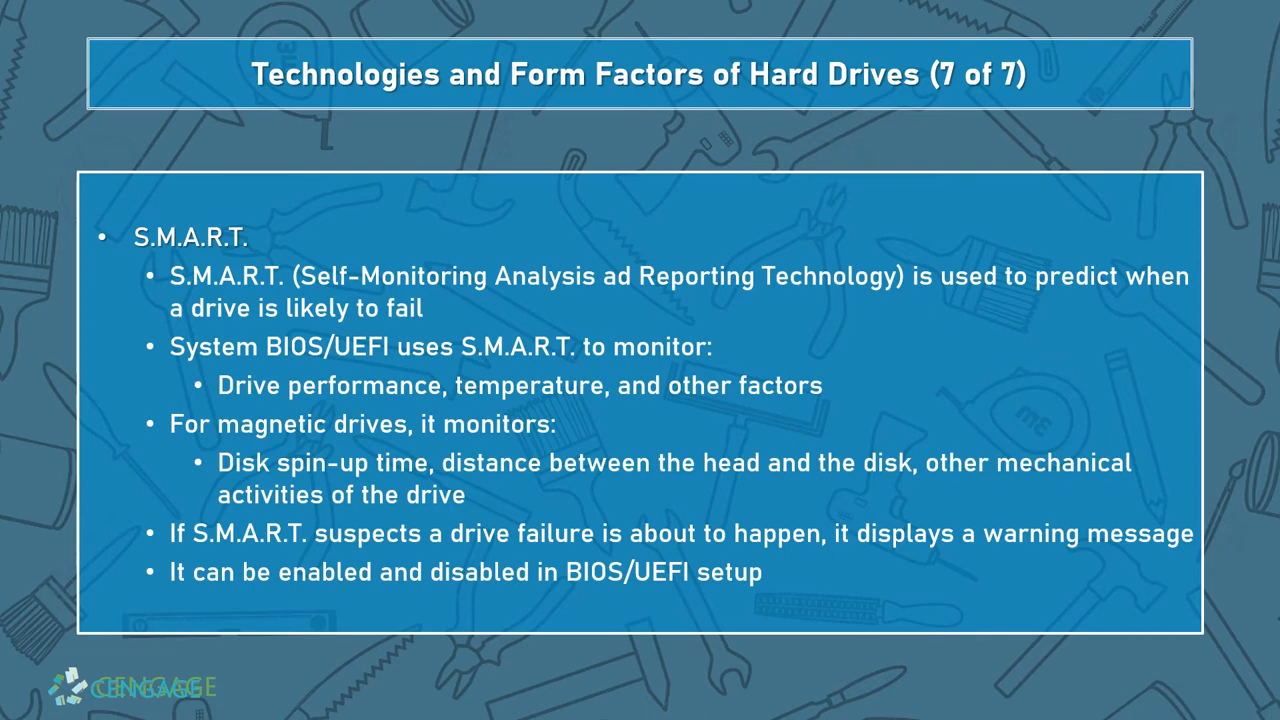 Technologies and Form Factors of Hard Drives (7 of 7)
• S.M.A.R.T.
• S.M.A.R.T. (Self-Monitoring Analysis ad Reporting Technology) is used to predict when
a drive is likely to fail
• System BIOS/UEFI uses S.M.A.R.T. to monitor:
• Drive performance, temperature, and other factors
• For magnetic drives, it monitors:
• Disk spin-up time, distance between the head and the disk, other mechanical
activities of the drive
• If S.M.A.R.T. suspects a drive failure is about to happen, it displays a warning message
• It can be enabled and disabled in BIOS/UEFI setup
CENGAGE